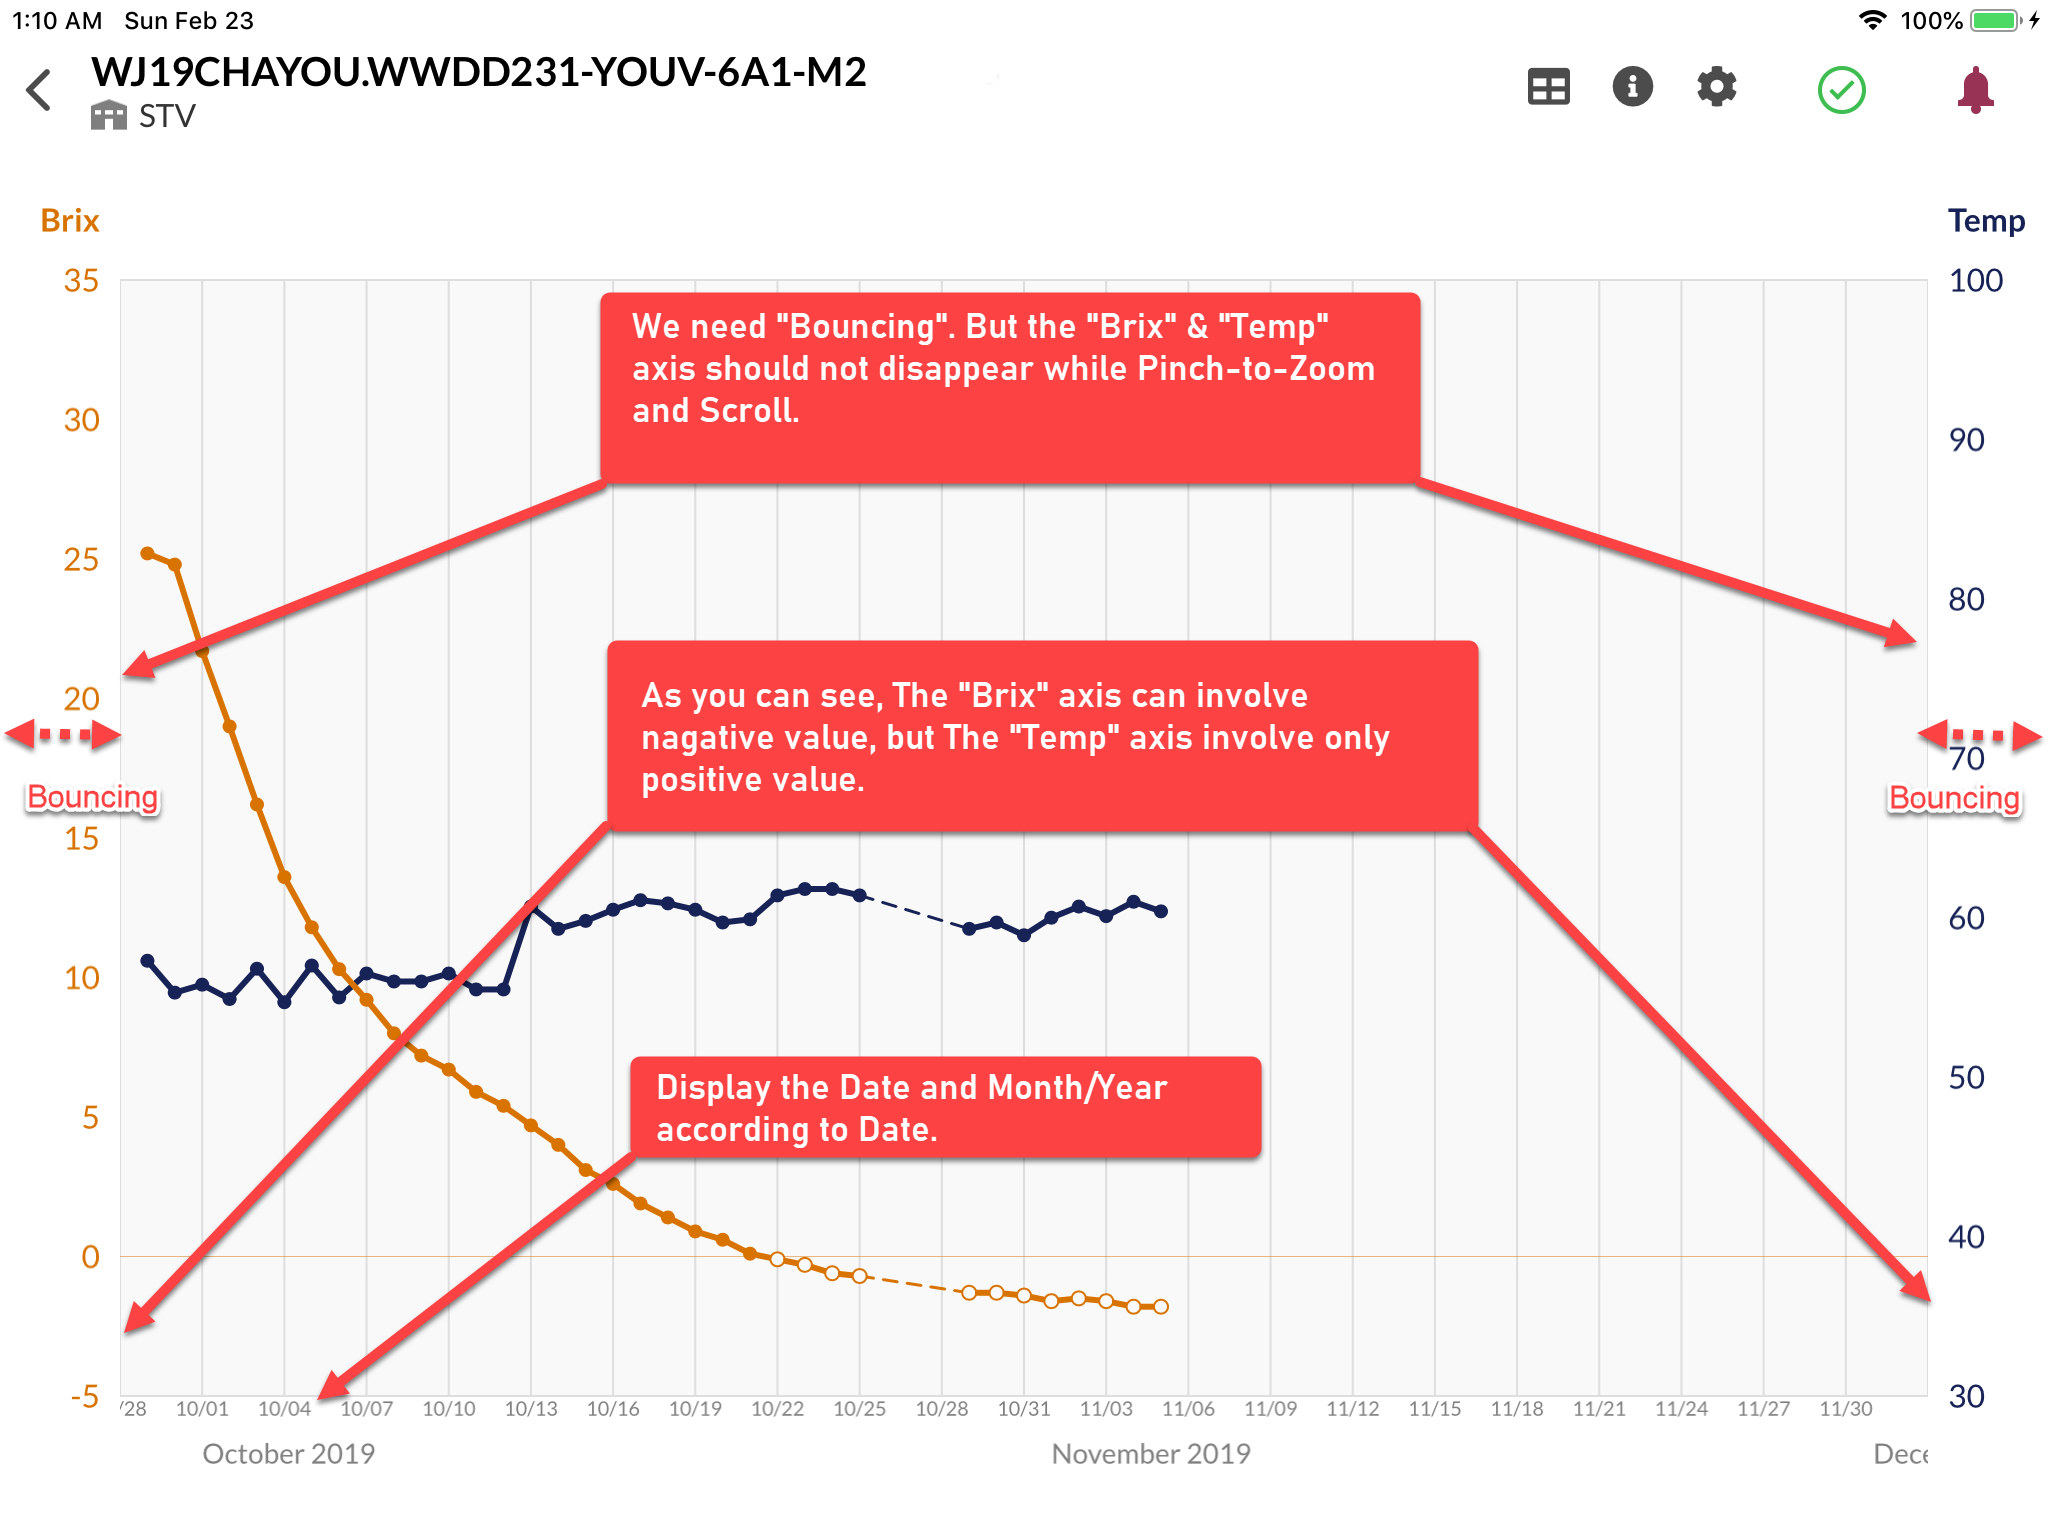 1:10 AM Sun Feb 23
100%
WJ19CHAYOU.WWDD231-YOUV-6A1-M2
STV
Brix
Temp
35
30
25
20
15
10
5
0
-5
100
90
80
70
60
50
40
30
We need "Bouncing". But the "Brix" & "Temp"
axis should not disappear while Pinch-to-Zoom
and Scroll.
As you can see, The "Brix" axis can involve
nagative value, but The "Temp" axis involve only
positive value.
Bouncing
Bouncing
Display the Date and Month/Year
according to Date.
/28 10/01 10/04 10/07 10/10 10/13 10/16 10/19 10/22 10/25 10/28 10/31 11/03 11/06 11/09 11/12 11/15 11/18 11/21 11/24 11/27 11/30
October 2019 November 2019 Dece